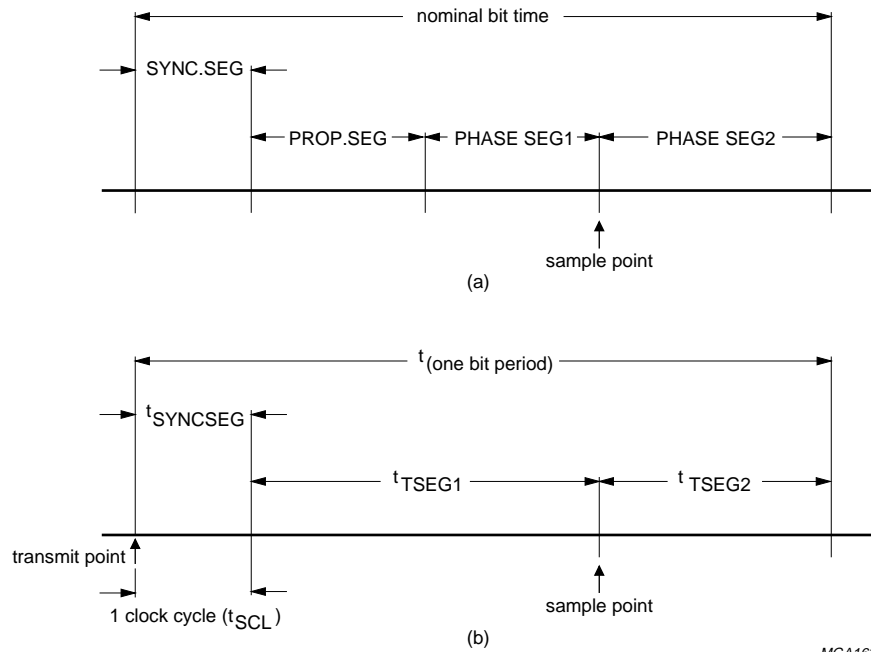 nominal bit time
SYNC.SEG
PROP.SEG PHASE SEG1 PHASE SEG2
sample point
(a)
t(one bit period)
tSYNCSEG
tTSEG1 t TSEG2
transmit point
sample point
1 clock cycle (tSCL)
(b)